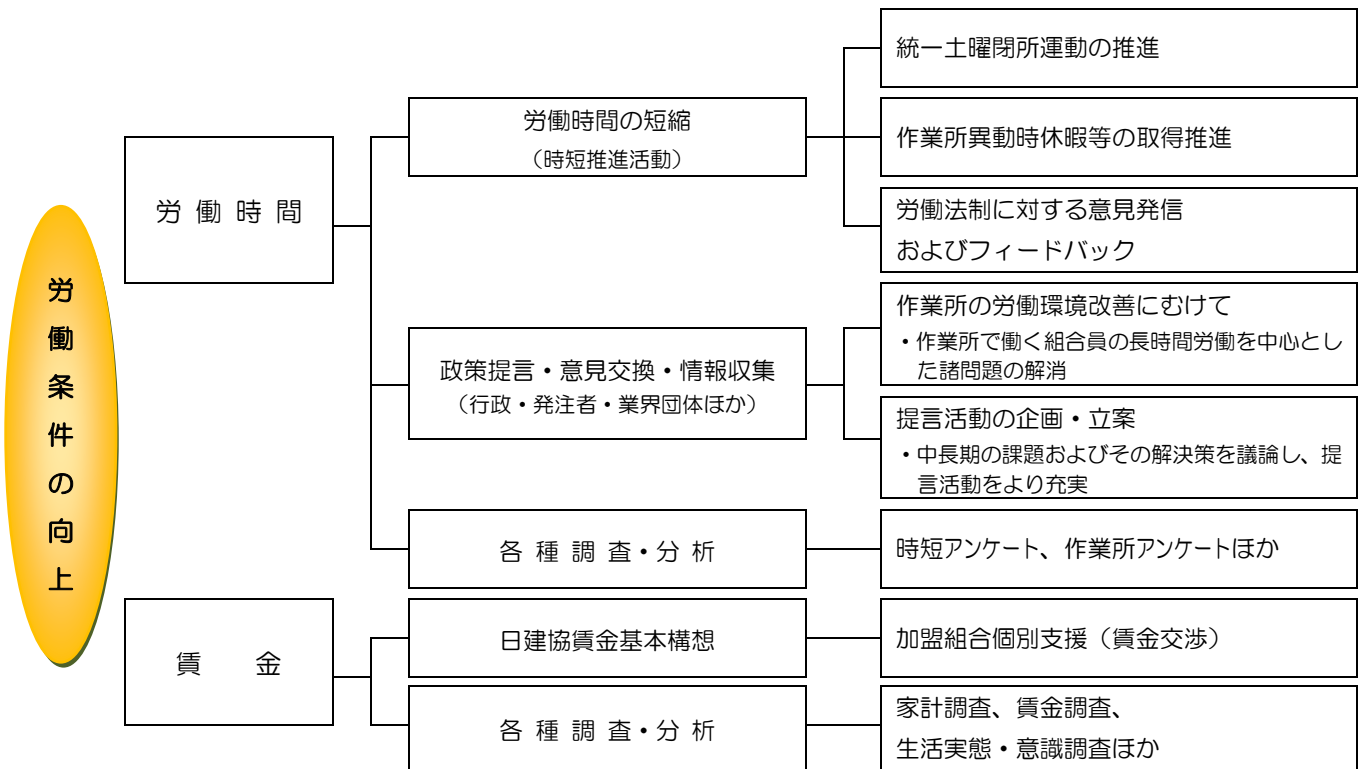 労働条件の向上
労働時間
労働時間の短縮
（時短推進活動）
統一土曜閉所運動の推進
作業所異動時休暇等の取得推進
労働法制に対する意見発信
およびフィードバック
政策提言・意見交換・情報収集
（行政・発注者・業界団体ほか）
作業所の労働環境改善にむけて
・作業所で働く組合員の長時間労働を中心とし
た諸問題の解消
提言活動の企画・立案
・中長期の課題およびその解決策を議論し、提
言活動をより充実
各種調査・分析
時短アンケート、作業所アンケートほか
賃金
日建協賃金基本構想
加盟組合個別支援（賃金交渉）
各種調査・分析
家計調査、賃金調査、
生活実態・意識調査ほか